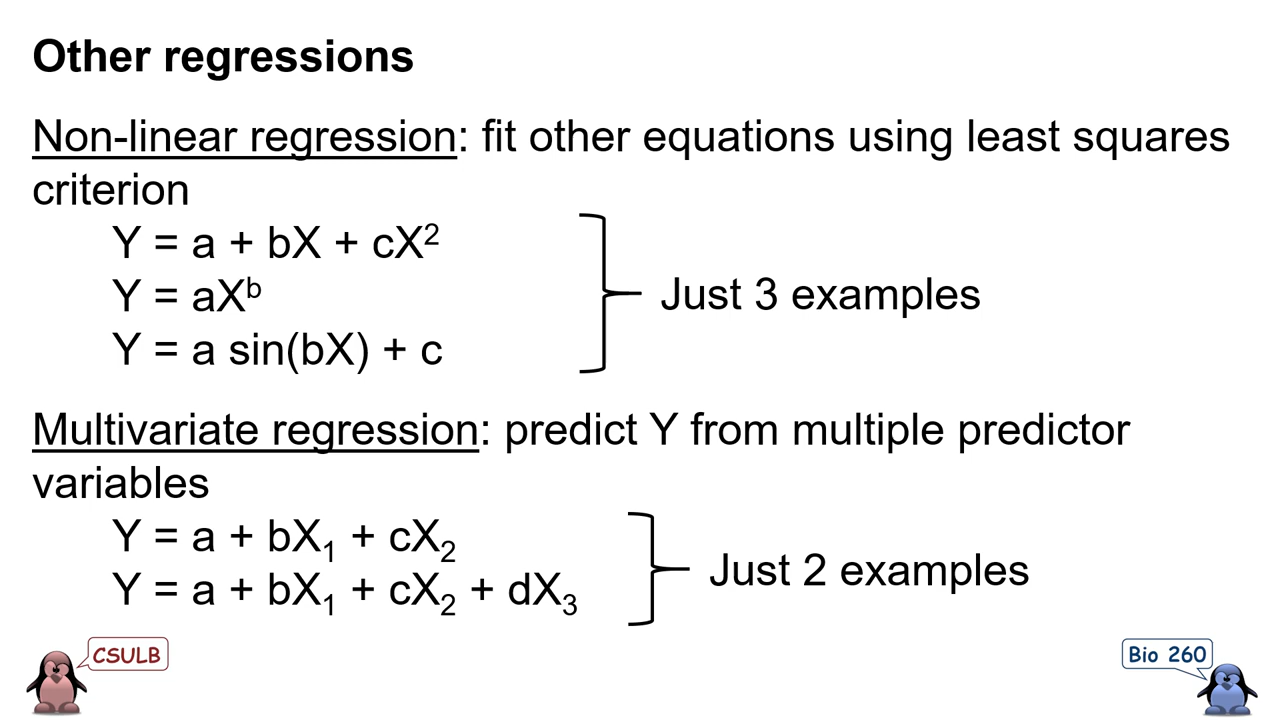 Other regressions
Non-linear regression: fit other equations using least squares
criterion
Y = a + bX + cX²
Y = aXᵇ
Y = a sin(bX) + c
Just 3 examples
Multivariate regression: predict Y from multiple predictor
variables
Y = a + bX₁ + cX₂
Y = a + bX₁ + cX₂ + dX₃
Just 2 examples
CSULB
Bio 260